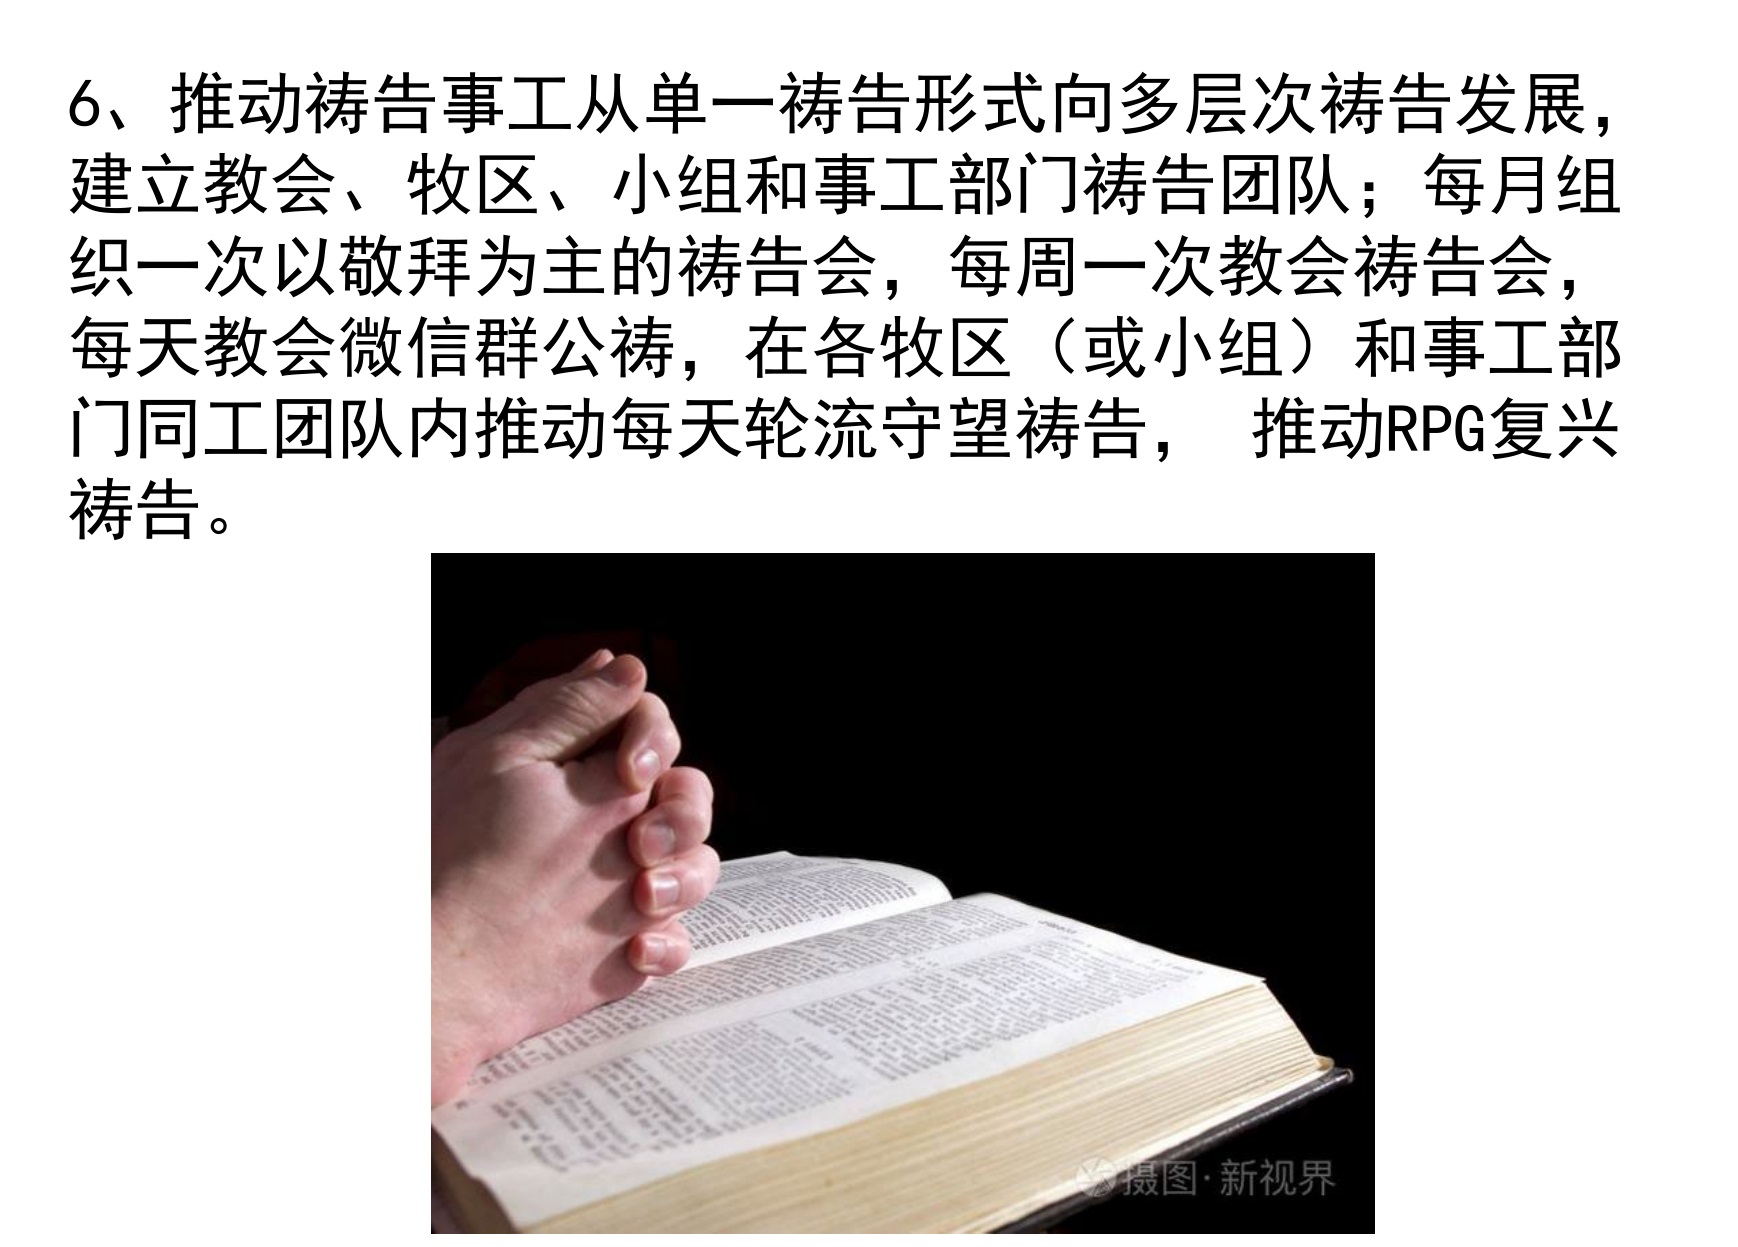 6、推动祷告事工从单一祷告形式向多层次祷告发展，
建立教会、牧区、小组和事工部门祷告团队；每月组
织一次以敬拜为主的祷告会，每周一次教会祷告会，
每天教会微信群公祷，在各牧区（或小组）和事工部
门同工团队内推动每天轮流守望祷告， 推动RPG复兴
祷告。
摄图·新视界